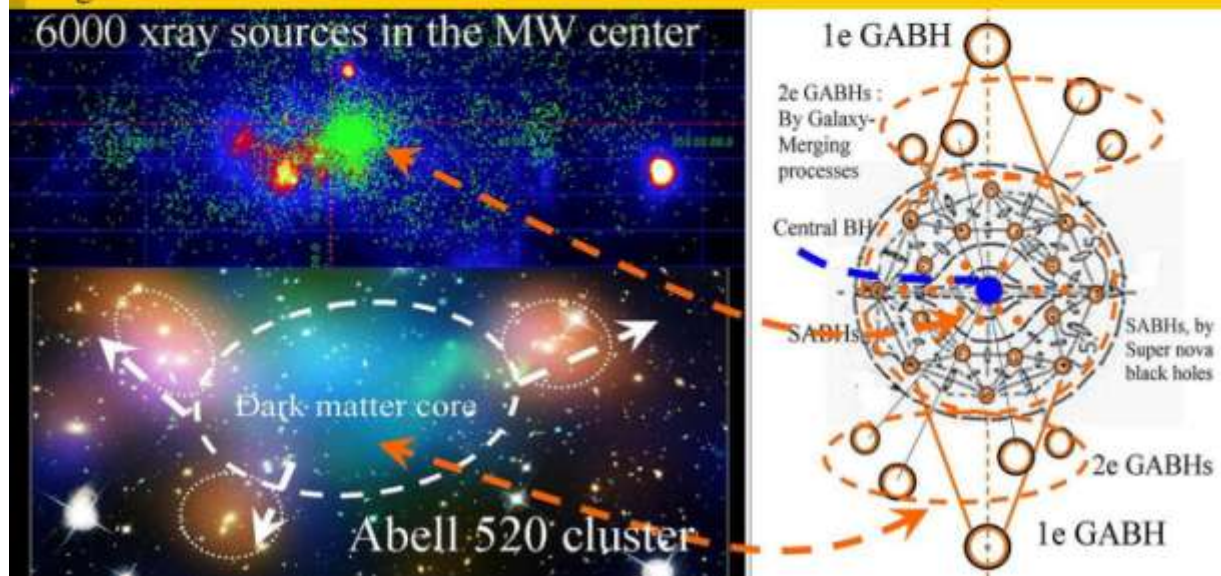 6000 xray sources in the MW center
Dark matter core
Abell 520 cluster
1e GABH
2e GABHs :
By Galaxy-
Merging
processes
Central BH
SABHs
SABHs, by
Super nova
black holes
2e GABHs
1e GABH